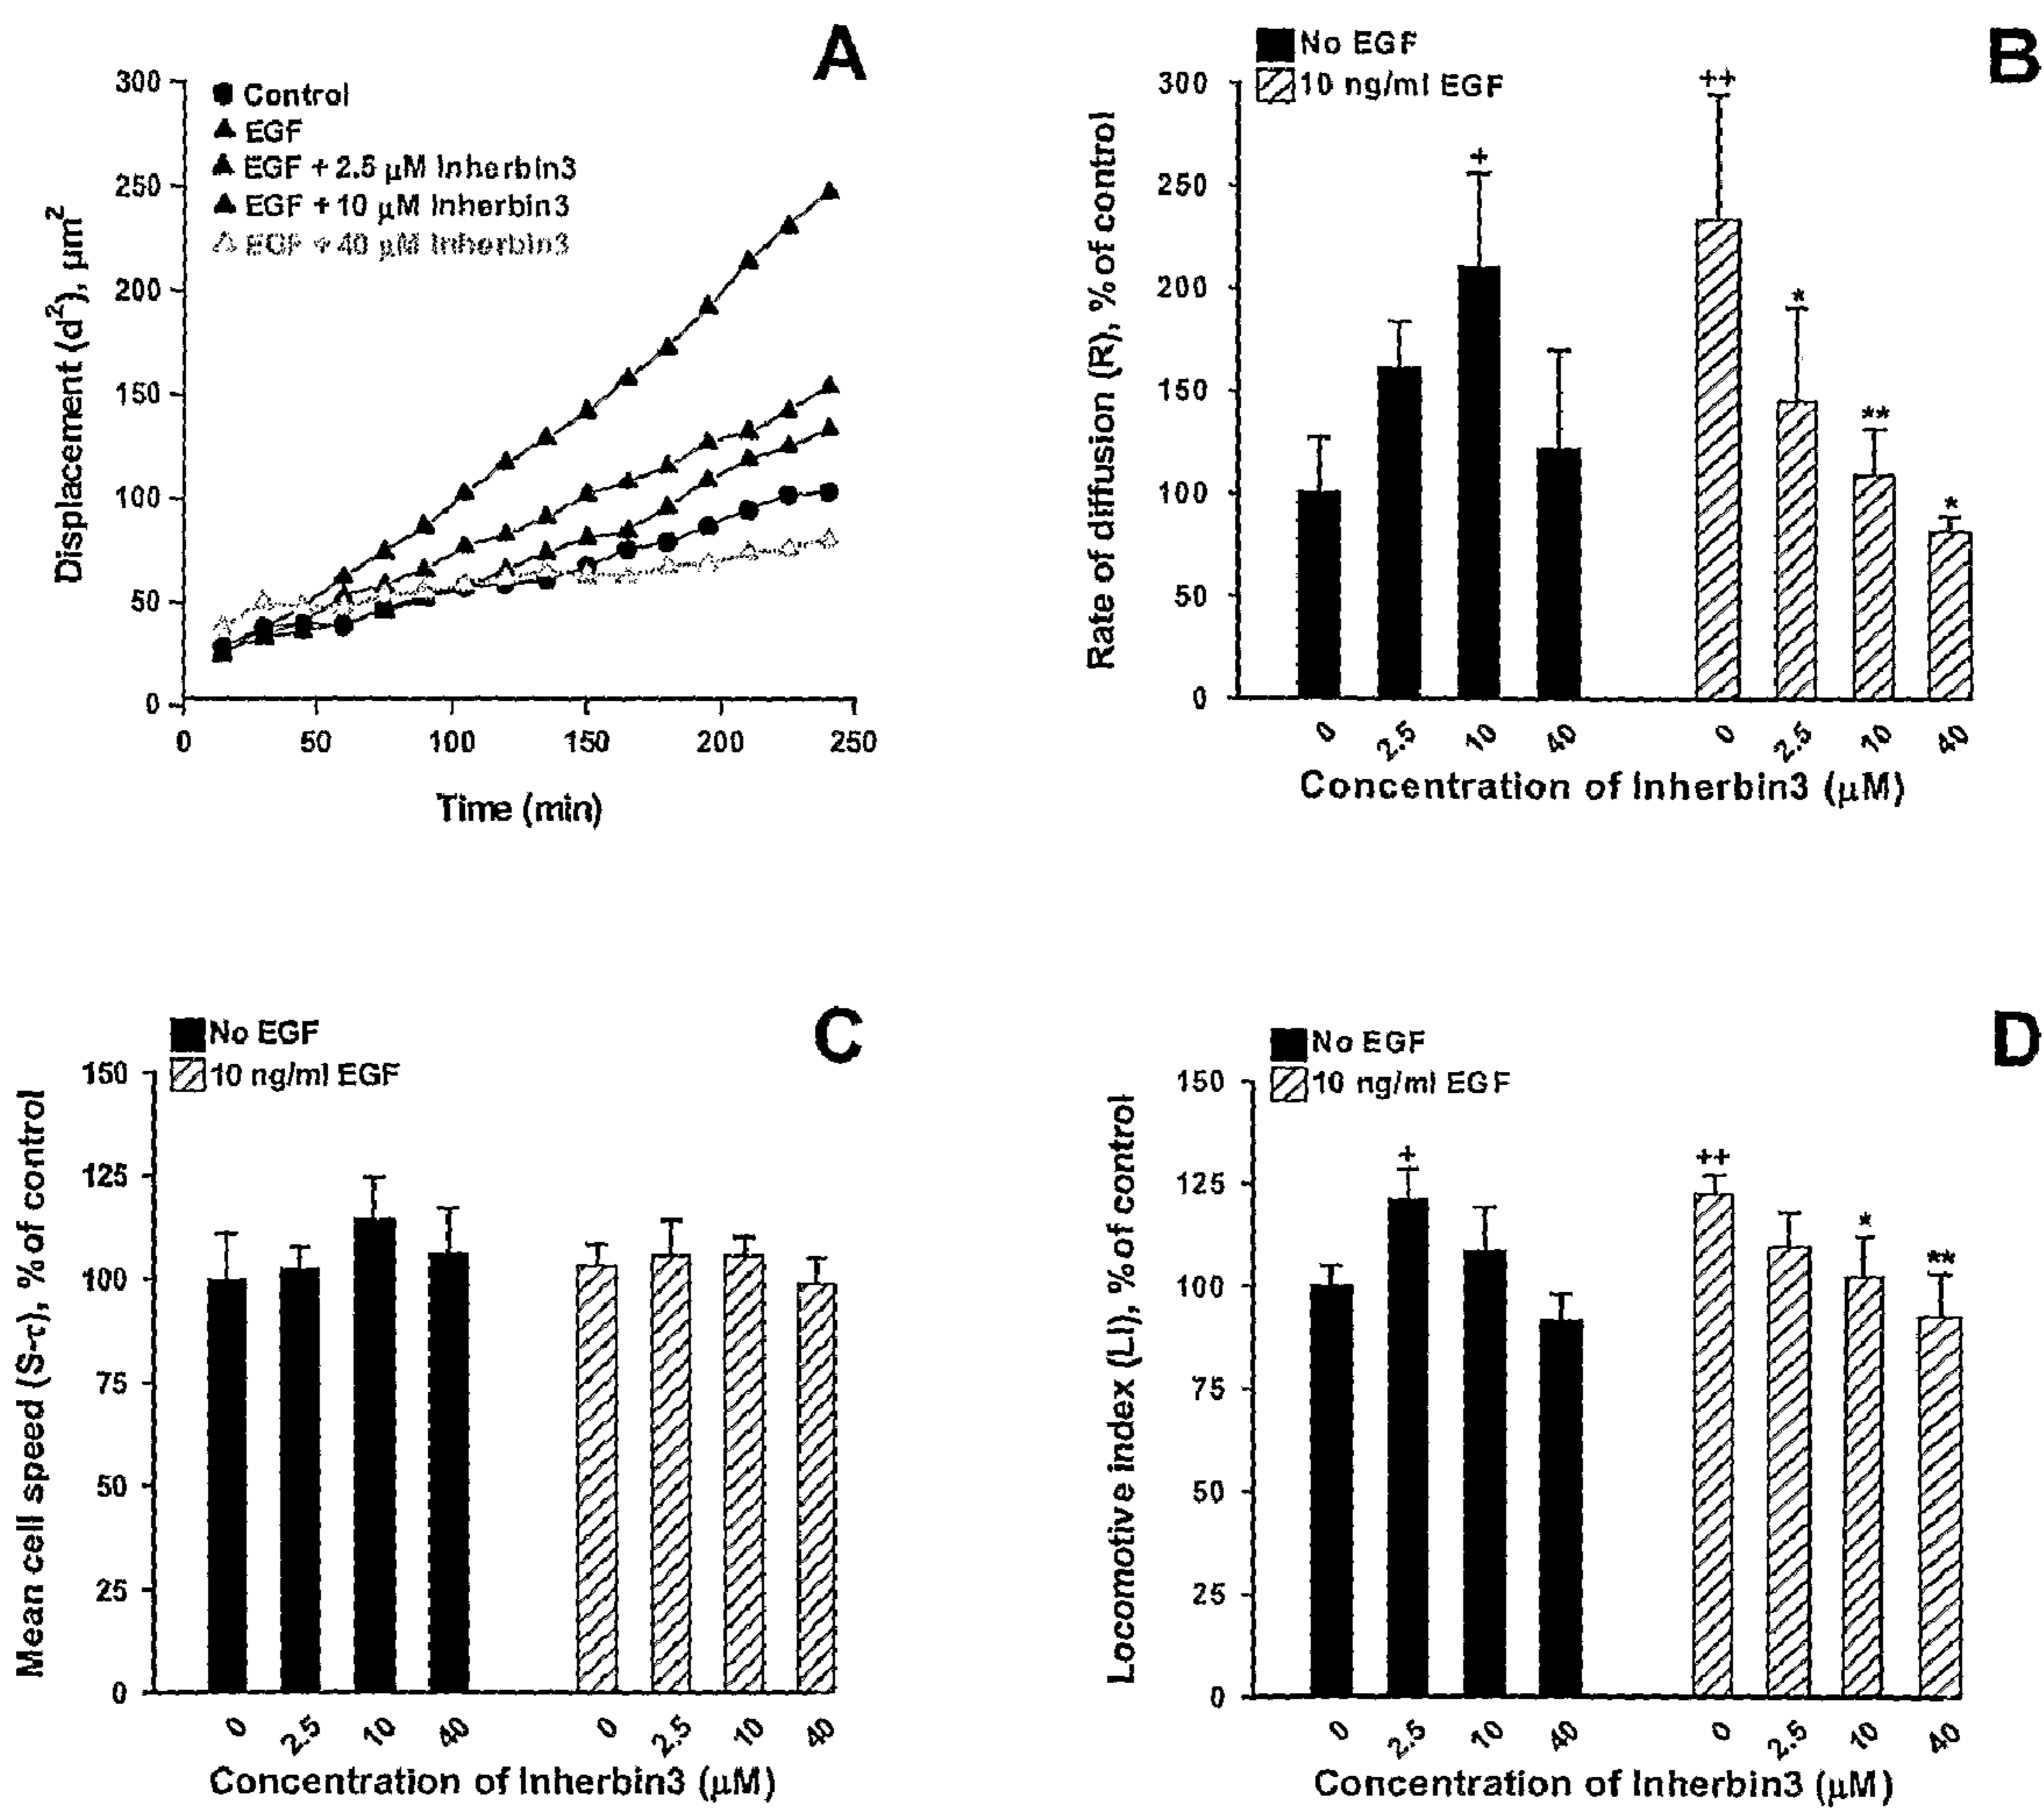 A
300
250
200
150
100
50
0
Displacement (d²), µm²
● Control
▲ EGF
▲ EGF + 2.5 µM Inherbin3
▲ EGF + 10 µM Inherbin3
△ EGF + 40 µM Inherbin3
0 50 100 150 200 250
Time (min)
B
No EGF
10 ng/ml EGF
300
250
200
150
100
50
0
Rate of diffusion (R), % of control
+
++
*
**
*
0 2.5 10 40 0 2.5 10 40
Concentration of Inherbin3 (µM)
C
No EGF
10 ng/ml EGF
150
125
100
75
50
25
0
Mean cell speed (S-τ), % of control
0 2.5 10 40 0 2.5 10 40
Concentration of Inherbin3 (µM)
D
No EGF
10 ng/ml EGF
150
125
100
75
50
25
0
Locomotive index (LI), % of control
+
++
*
**
0 2.5 10 40 0 2.5 10 40
Concentration of Inherbin3 (µM)